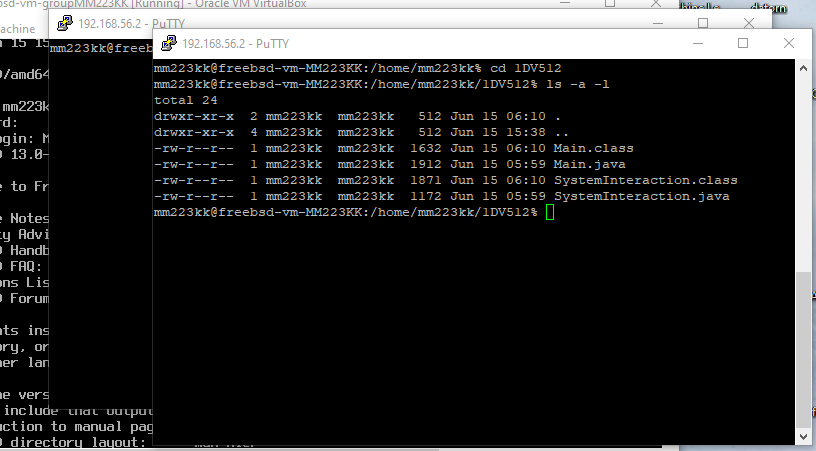 bsd-vm-groupMM223KK [Running] - Oracle VM VirtualBox
achine
192.168.56.2 - PuTTY
mm223kk@freebs
192.168.56.2 - PuTTY
mm223kk@freebsd-vm-MM223KK:/home/mm223kk% cd 1DV512
mm223kk@freebsd-vm-MM223KK:/home/mm223kk/1DV512% ls -a -l
total 24
drwxr-xr-x  2 mm223kk  mm223kk   512 Jun 15 06:10 .
drwxr-xr-x  4 mm223kk  mm223kk   512 Jun 15 15:38 ..
-rw-r--r--  1 mm223kk  mm223kk  1632 Jun 15 06:10 Main.class
-rw-r--r--  1 mm223kk  mm223kk  1912 Jun 15 05:59 Main.java
-rw-r--r--  1 mm223kk  mm223kk  1871 Jun 15 06:10 SystemInteraction.class
-rw-r--r--  1 mm223kk  mm223kk  1172 Jun 15 05:59 SystemInteraction.java
mm223kk@freebsd-vm-MM223KK:/home/mm223kk/1DV512%
n 15 15
D/amd64
mm223k
rd:
ogin: M
D 13.0-
e to Fr
e Notes
ty Advi
D Handb
D FAQ:
ons Lis
D Forum
nts ins
ory, or
her lan
he vers
include that output
uction to manual pag
D directory layout: man hier